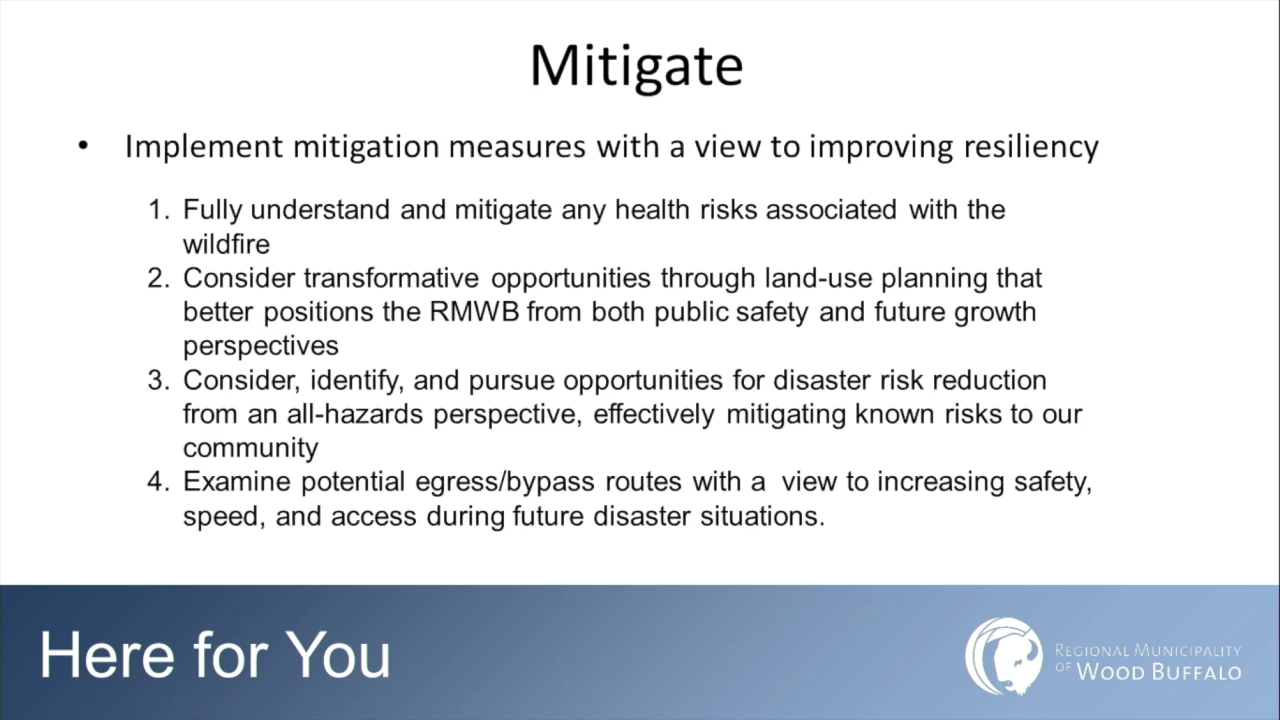 Mitigate
• Implement mitigation measures with a view to improving resiliency
1. Fully understand and mitigate any health risks associated with the
wildfire
2. Consider transformative opportunities through land-use planning that
better positions the RMWB from both public safety and future growth
perspectives
3. Consider, identify, and pursue opportunities for disaster risk reduction
from an all-hazards perspective, effectively mitigating known risks to our
community
4. Examine potential egress/bypass routes with a view to increasing safety,
speed, and access during future disaster situations.
Here for You
REGIONAL MUNICIPALITY
OF WOOD BUFFALO